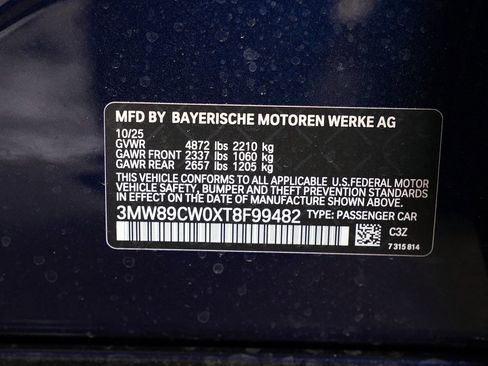 MFD BY BAYERISCHE MOTOREN WERKE AG
10/25
GVWR 4872 lbs 2210 kg
GAWR FRONT 2337 lbs 1060 kg
GAWR REAR 2657 lbs 1205 kg
THIS VEHICLE CONFORMS TO ALL APPLICABLE U.S.FEDERAL MOTOR
VEHICLE SAFETY, BUMPER AND THEFT PREVENTION STANDARDS
IN EFFECT ON THE DATE OF MANUFACTURE SHOWN ABOVE.
3MW89CW0XT8F99482 TYPE: PASSENGER CAR
C3Z
7 315 814